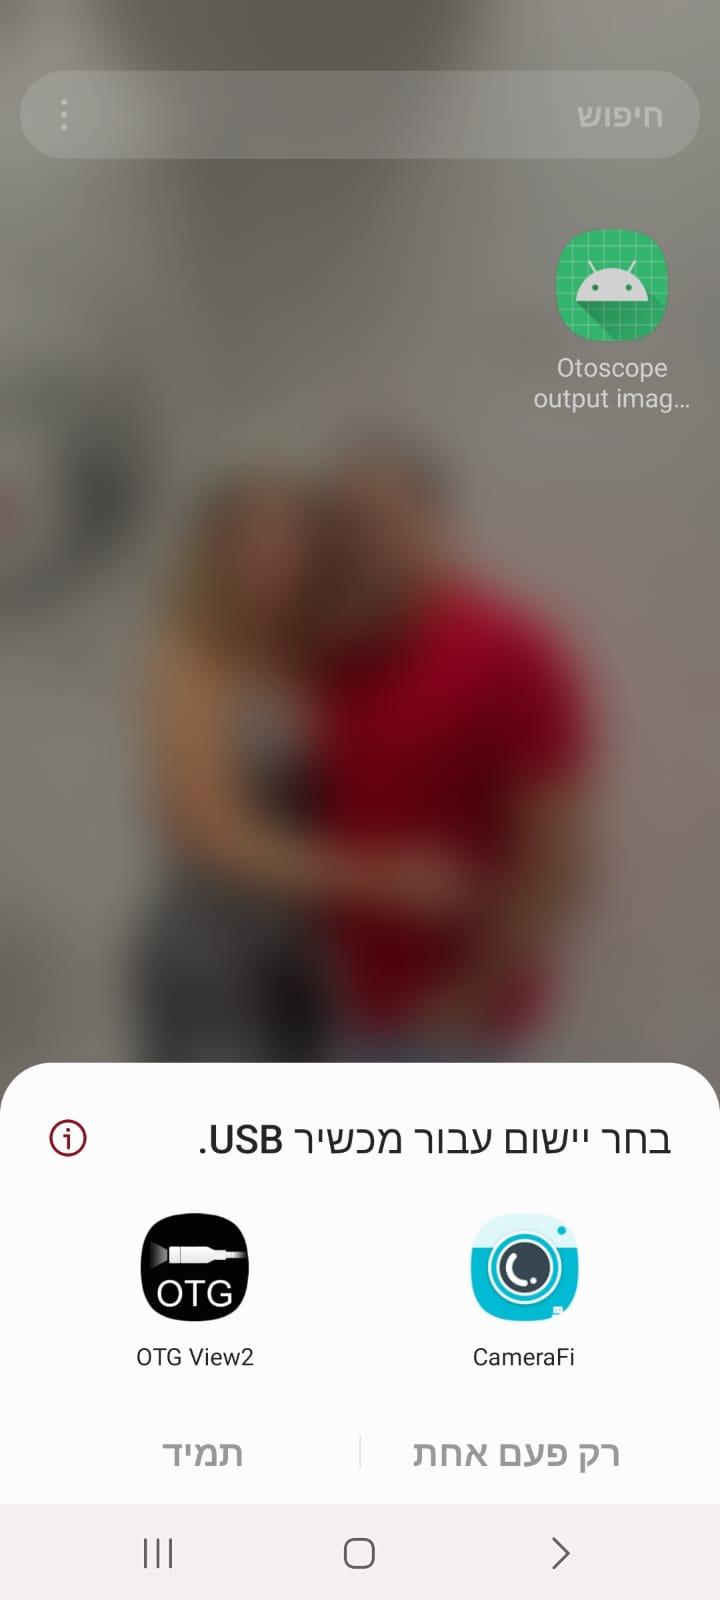 חיפוש
Otoscope
output imag...
בחר יישום עבור מכשיר USB.
OTG
CameraFi
OTG View2
רק פעם אחת
תמיד